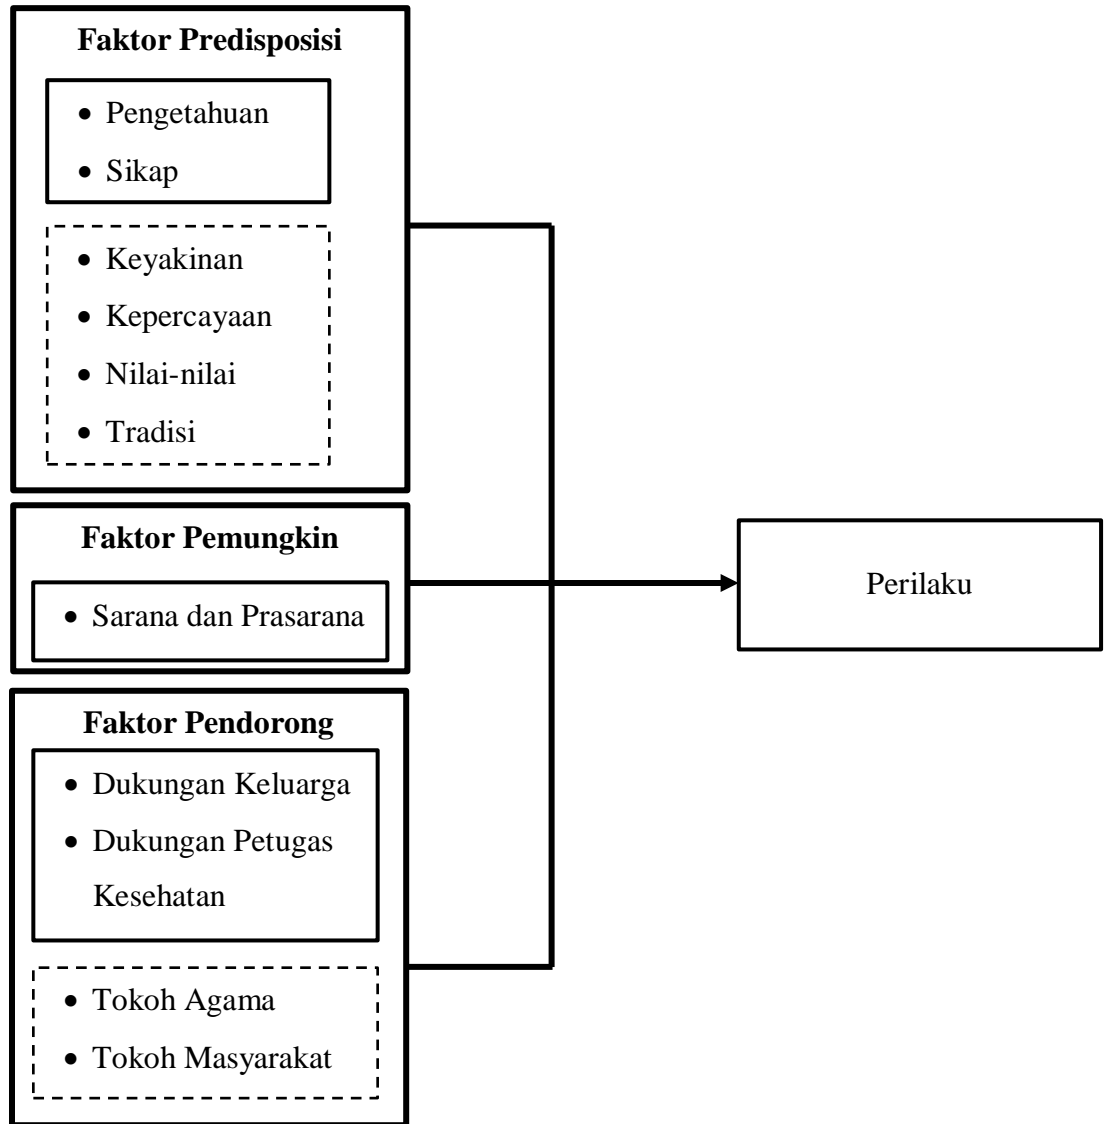 Faktor Predisposisi
• Pengetahuan
• Sikap
• Keyakinan
• Kepercayaan
• Nilai-nilai
• Tradisi
Faktor Pemungkin
• Sarana dan Prasarana
Faktor Pendorong
• Dukungan Keluarga
• Dukungan Petugas
Kesehatan
• Tokoh Agama
• Tokoh Masyarakat
Perilaku